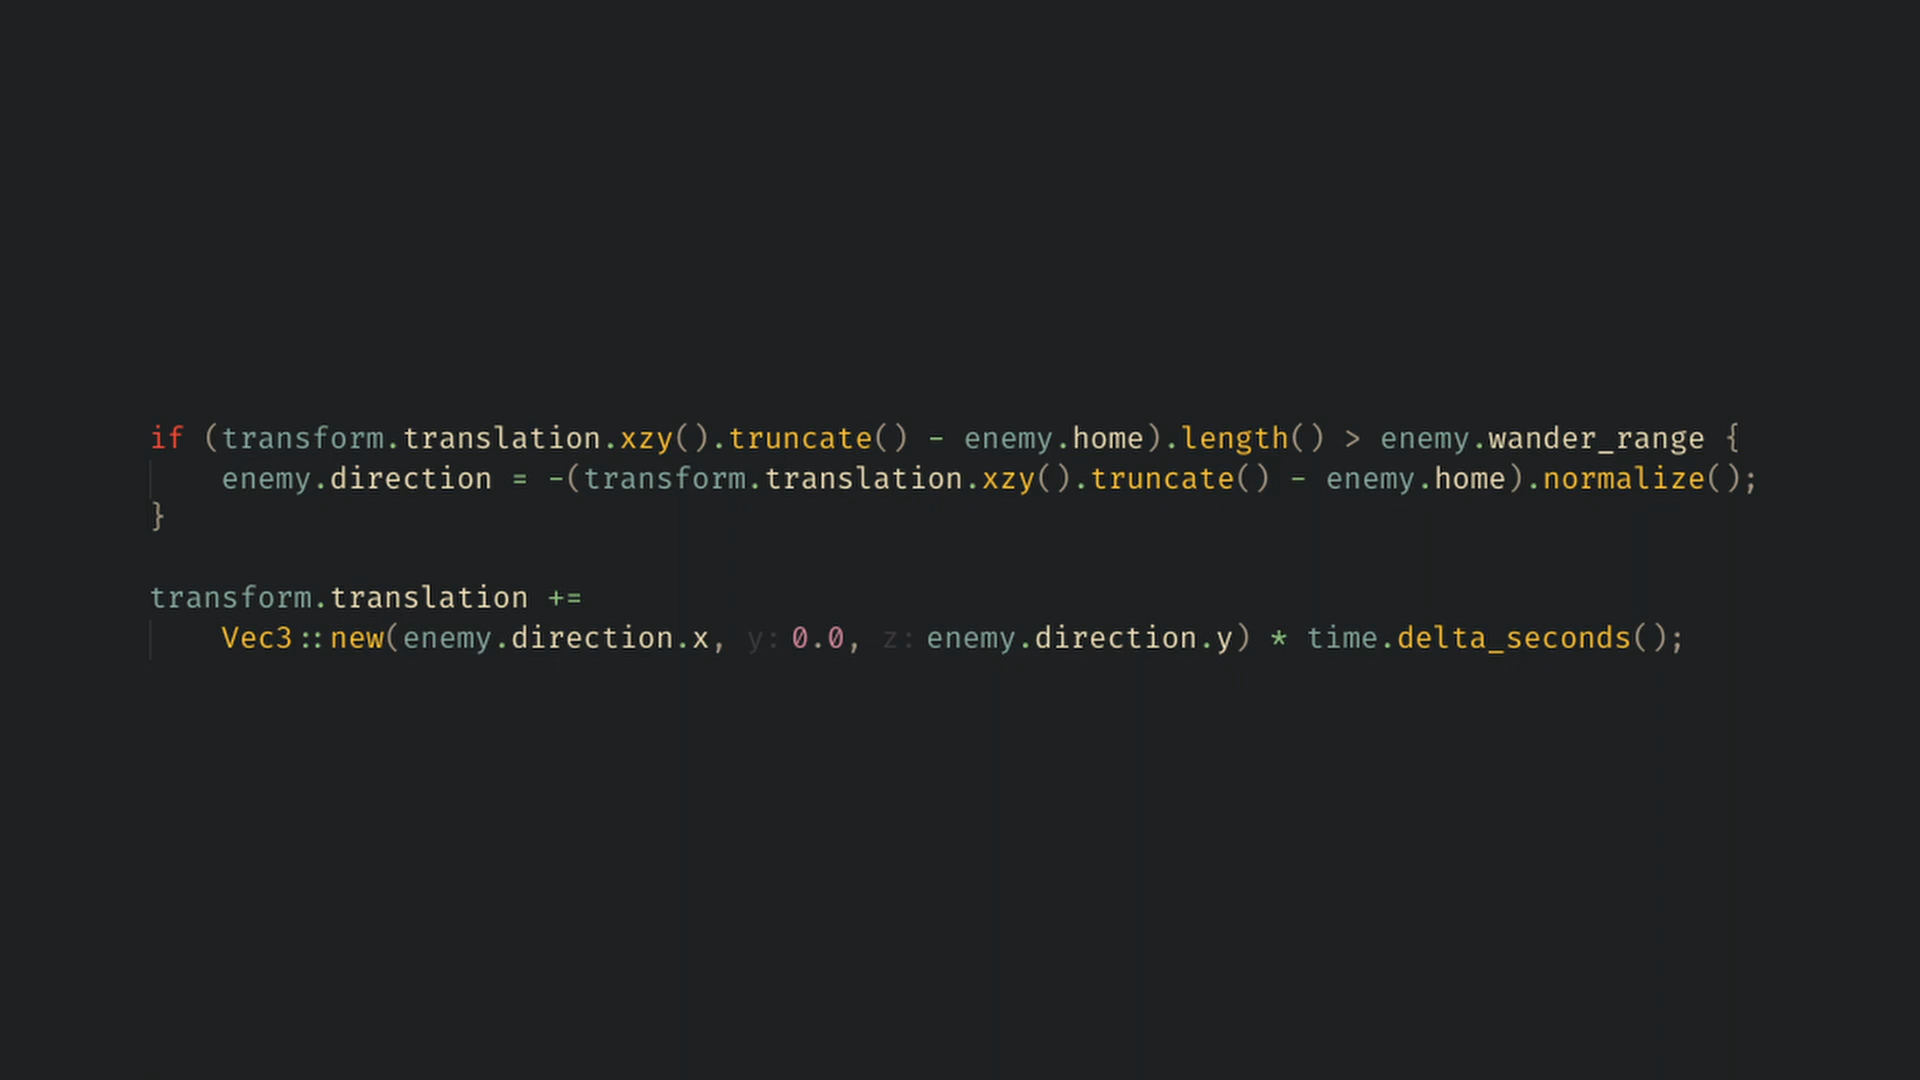 if (transform.translation.xzy().truncate() - enemy.home).length() > enemy.wander_range {
    enemy.direction = -(transform.translation.xzy().truncate() - enemy.home).normalize();
}
transform.translation +=
    Vec3::new(enemy.direction.x, y: 0.0, z: enemy.direction.y) * time.delta_seconds();